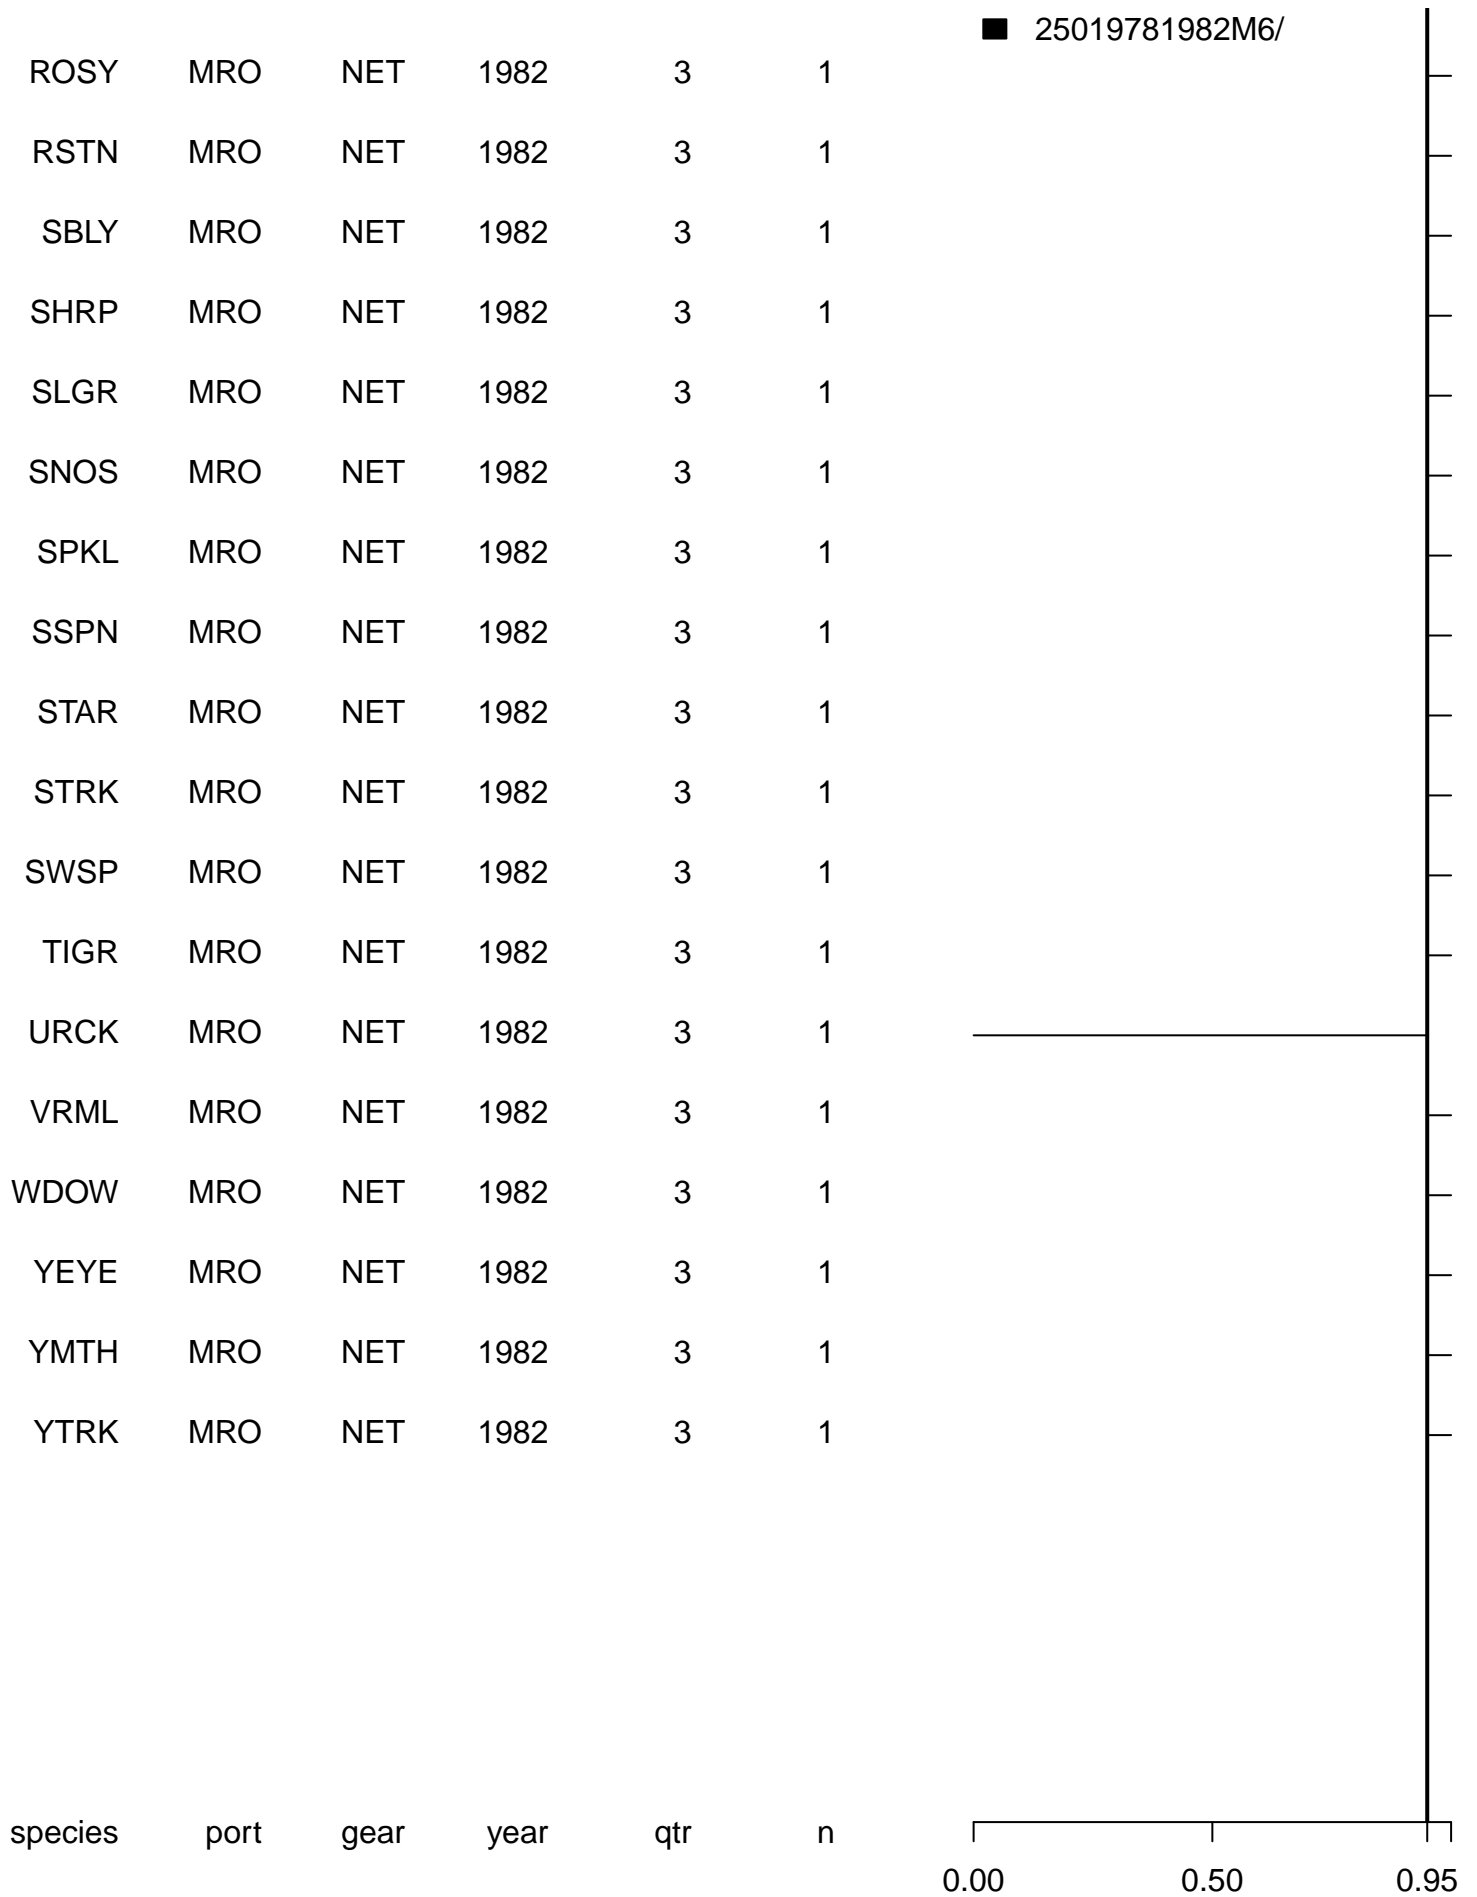 25019781982M6/
ROSY MRO NET 1982 3 1
RSTN MRO NET 1982 3 1
SBLY MRO NET 1982 3 1
SHRP MRO NET 1982 3 1
SLGR MRO NET 1982 3 1
SNOS MRO NET 1982 3 1
SPKL MRO NET 1982 3 1
SSPN MRO NET 1982 3 1
STAR MRO NET 1982 3 1
STRK MRO NET 1982 3 1
SWSP MRO NET 1982 3 1
TIGR MRO NET 1982 3 1
URCK MRO NET 1982 3 1
VRML MRO NET 1982 3 1
WDOW MRO NET 1982 3 1
YEYE MRO NET 1982 3 1
YMTH MRO NET 1982 3 1
YTRK MRO NET 1982 3 1
species port gear year qtr n
0.00 0.50 0.95